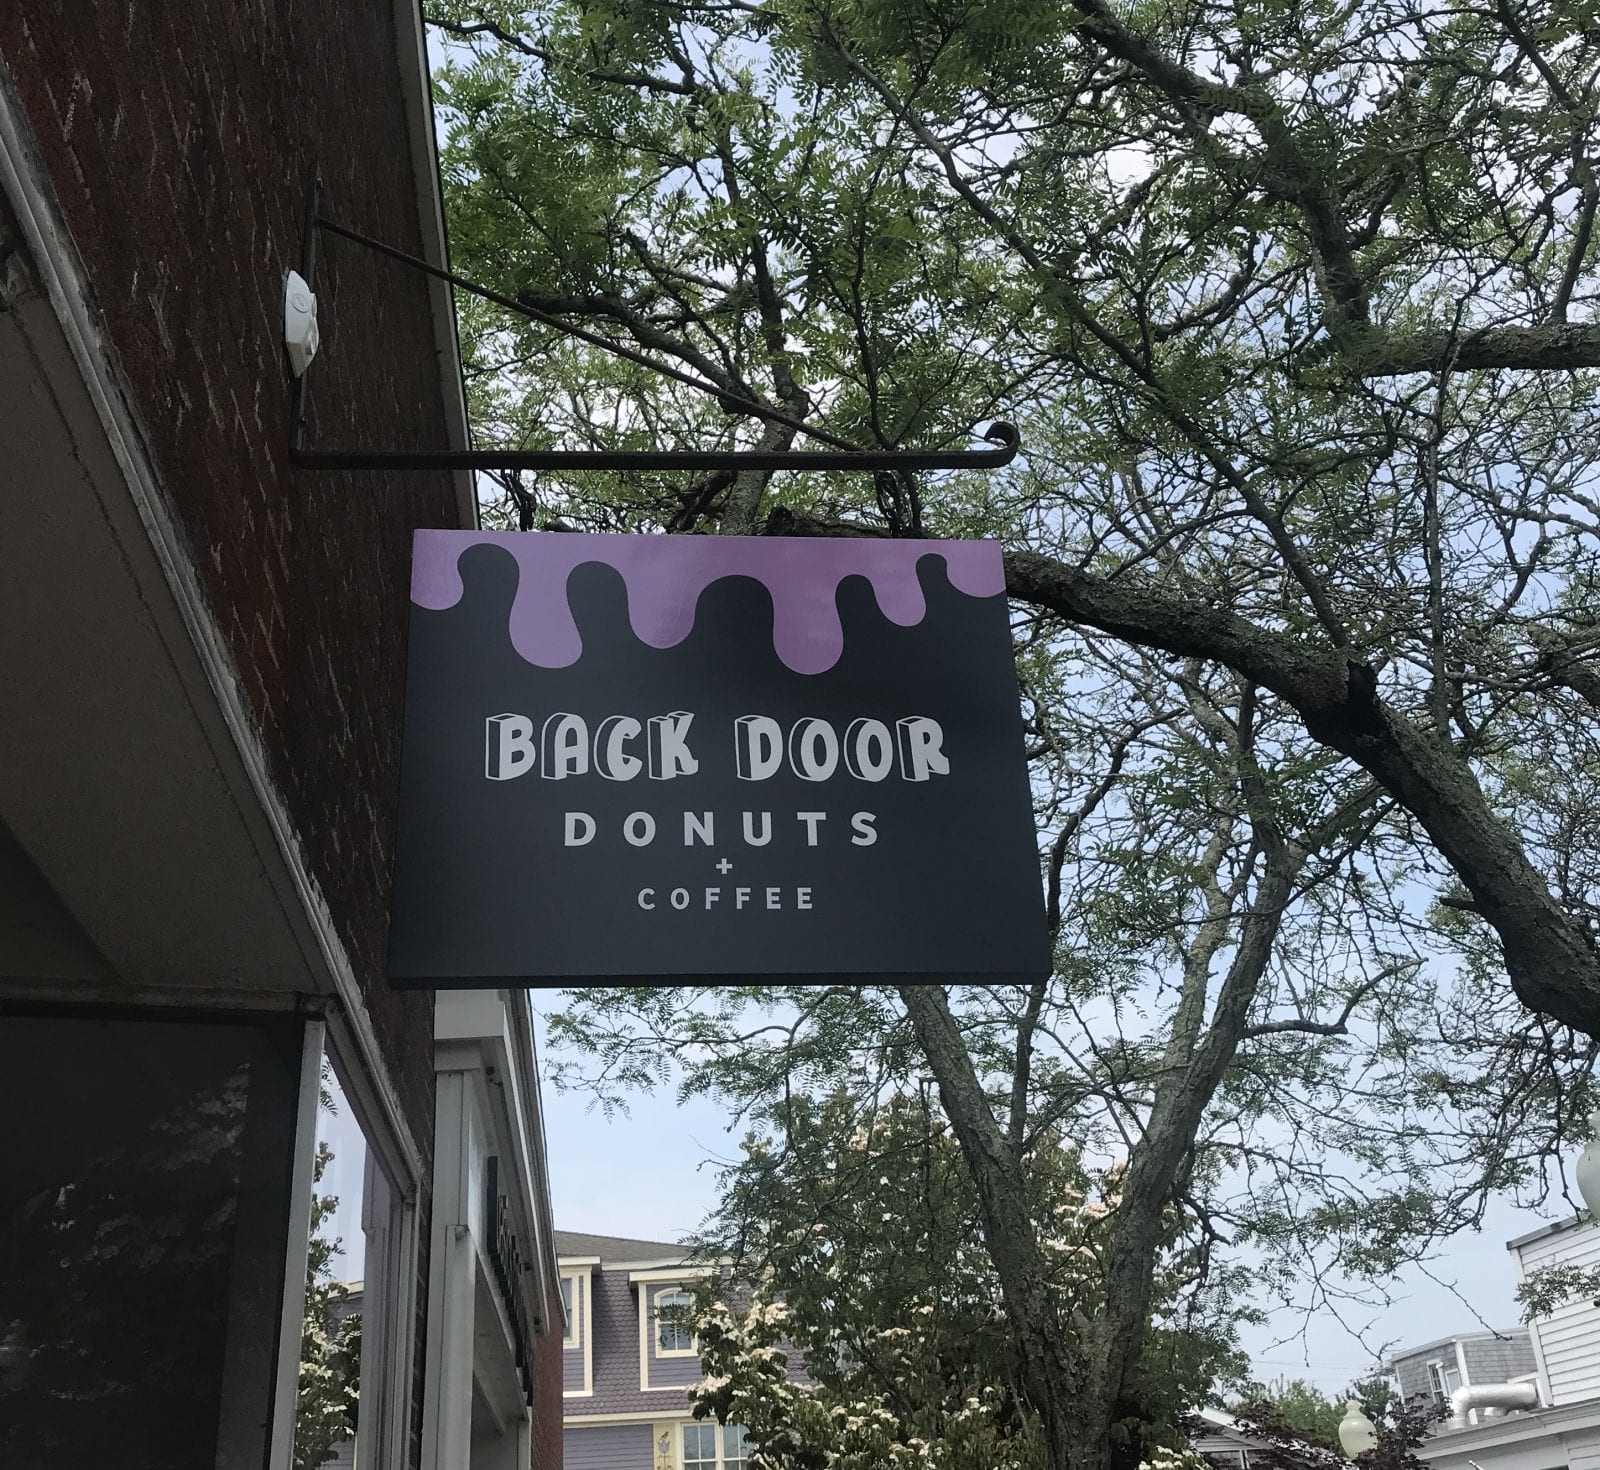 BACK DOOR
DONUTS
+
COFFEE